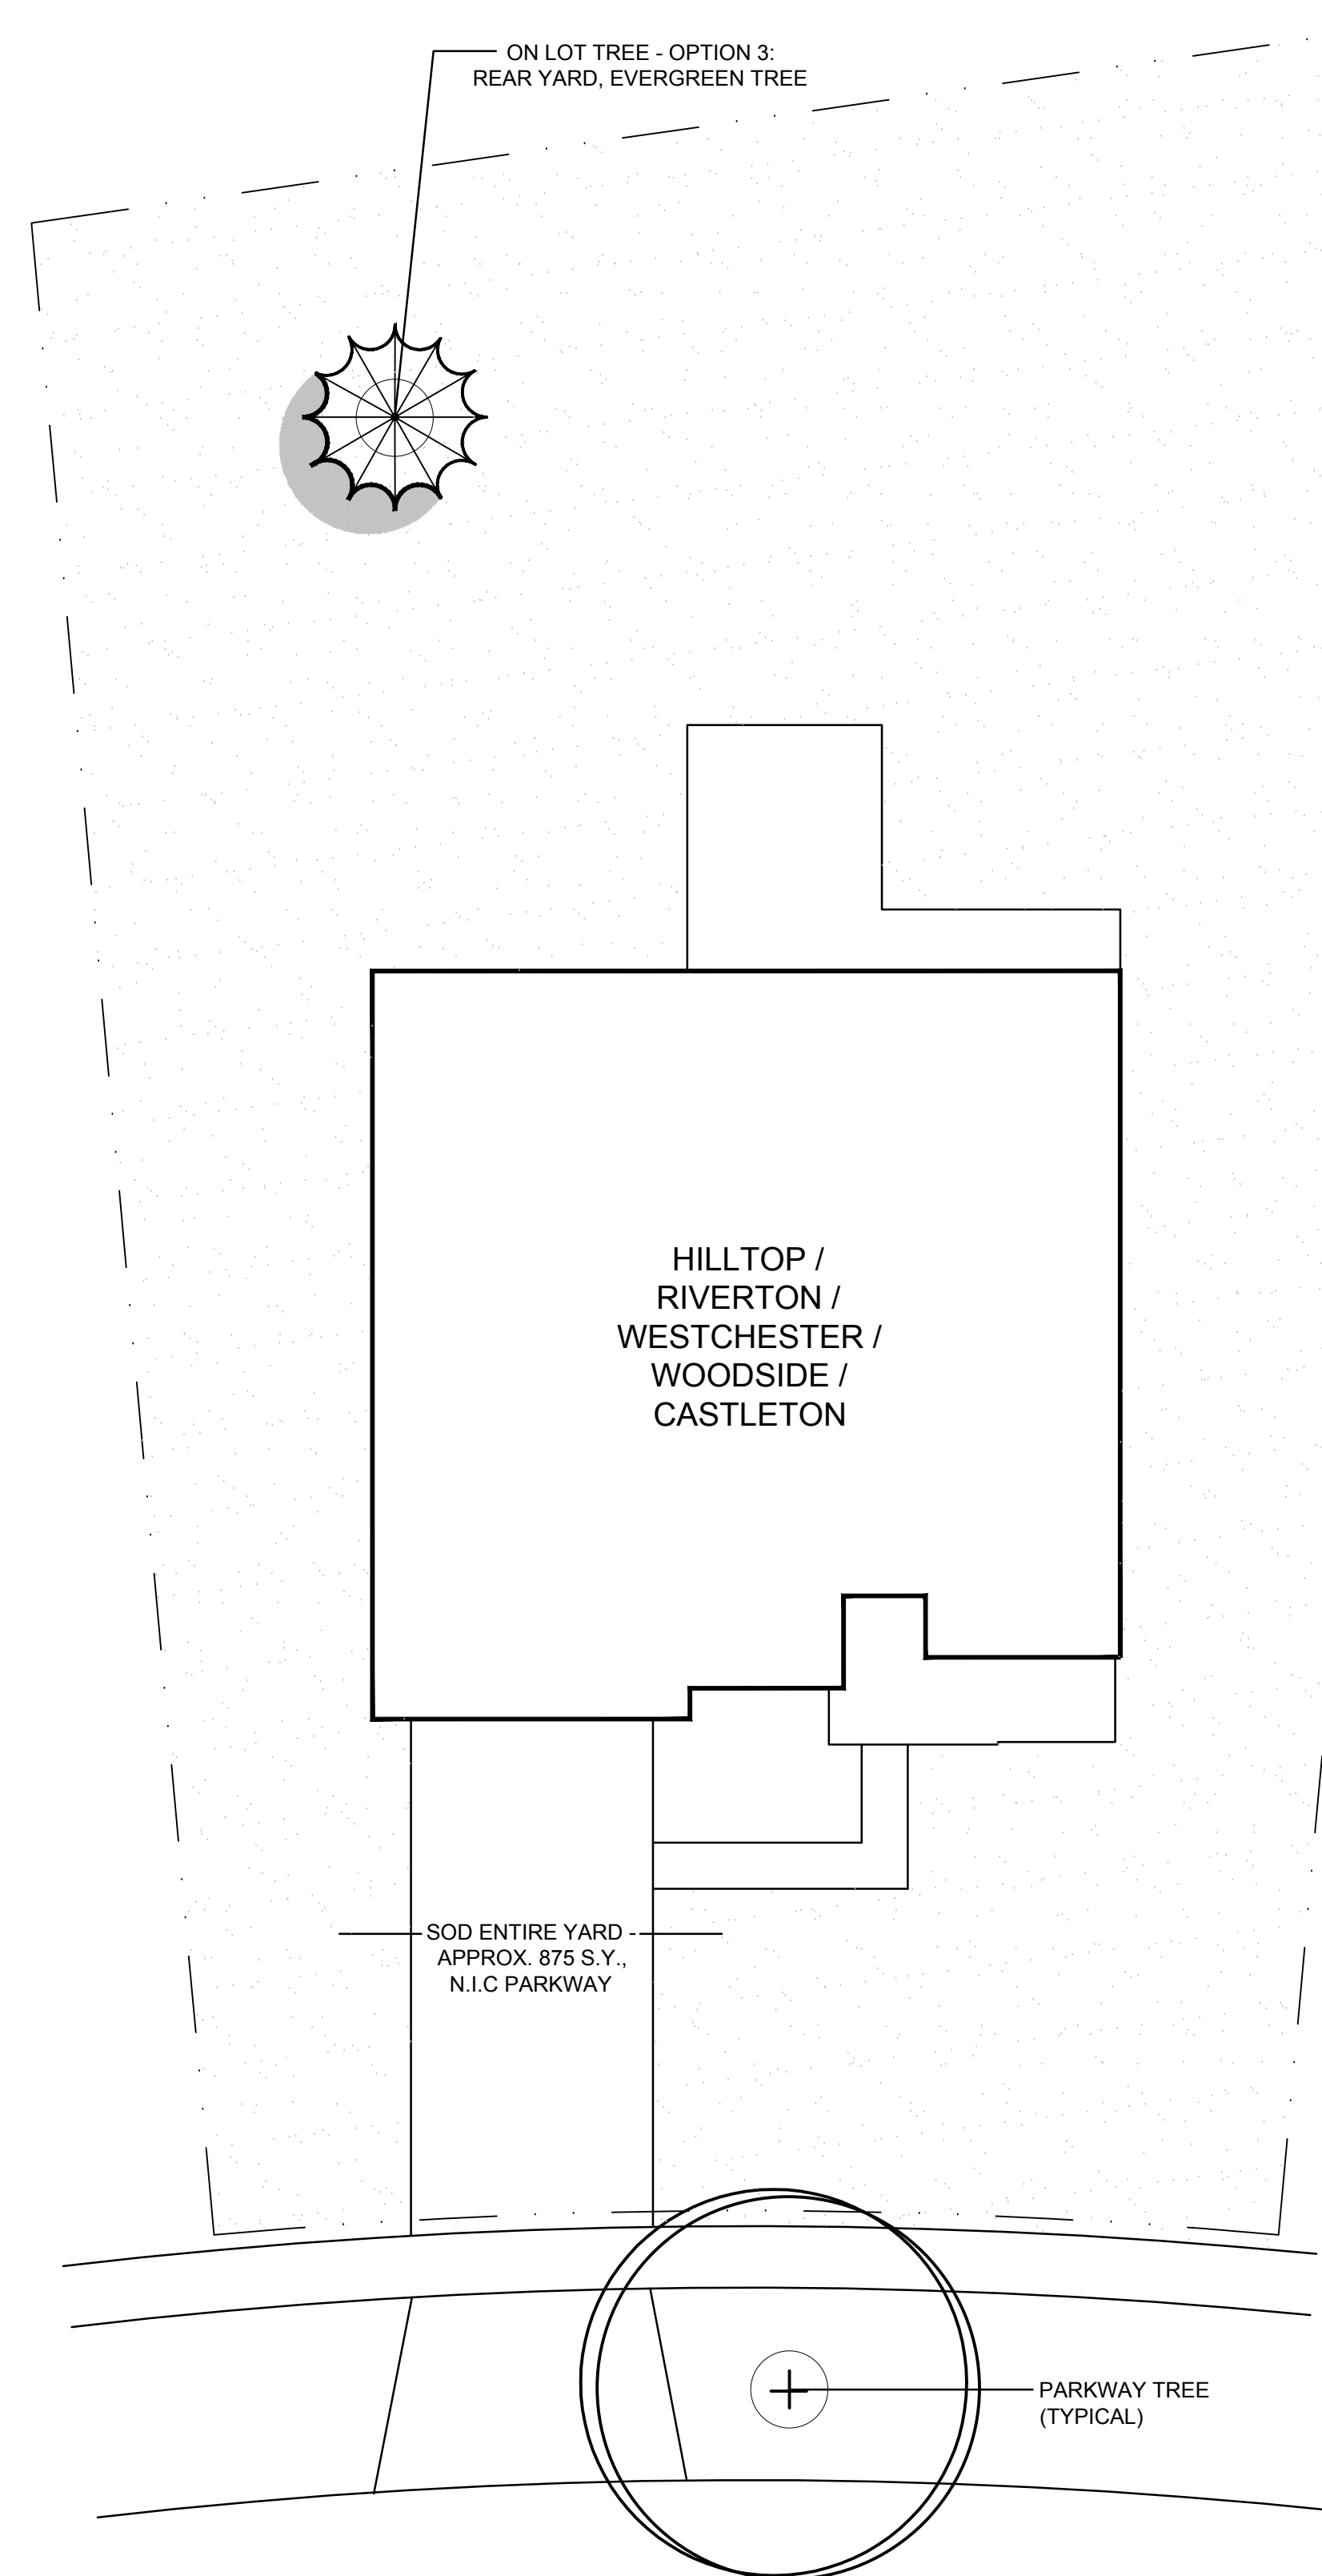 ON LOT TREE - OPTION 3:
REAR YARD, EVERGREEN TREE
HILLTOP /
RIVERTON /
WESTCHESTER /
WOODSIDE /
CASTLETON
SOD ENTIRE YARD -
APPROX. 875 S.Y.,
N.I.C PARKWAY
PARKWAY TREE
(TYPICAL)